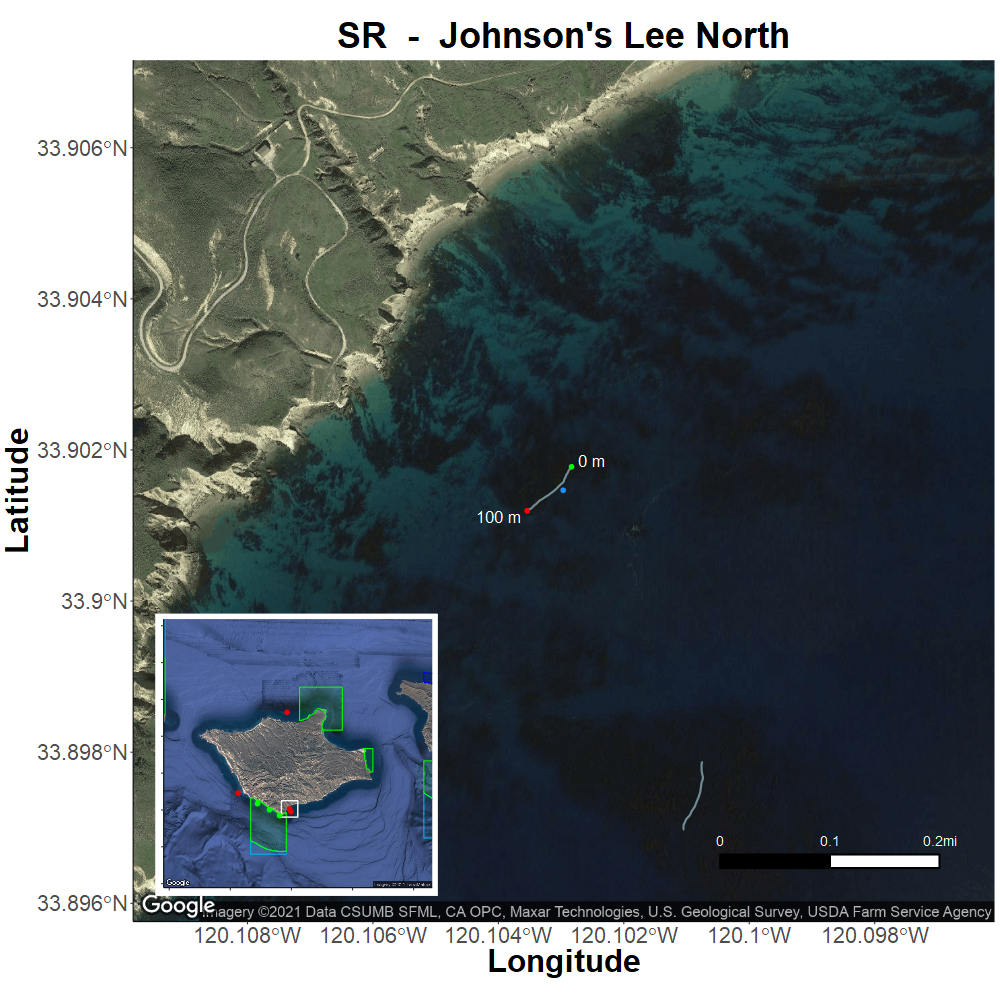 SR - Johnson's Lee North
Latitude
33.906°N
33.904°N
33.902°N
33.9°N
33.898°N
33.896°N
0 m
100 m
0 0.1 0.2mi
Google
Google
Imagery ©2021 Data CSUMB SFML, CA OPC, Maxar Technologies, U.S. Geological Survey, USDA Farm Service Agency
120.108°W 120.106°W 120.104°W 120.102°W 120.1°W 120.098°W
Longitude